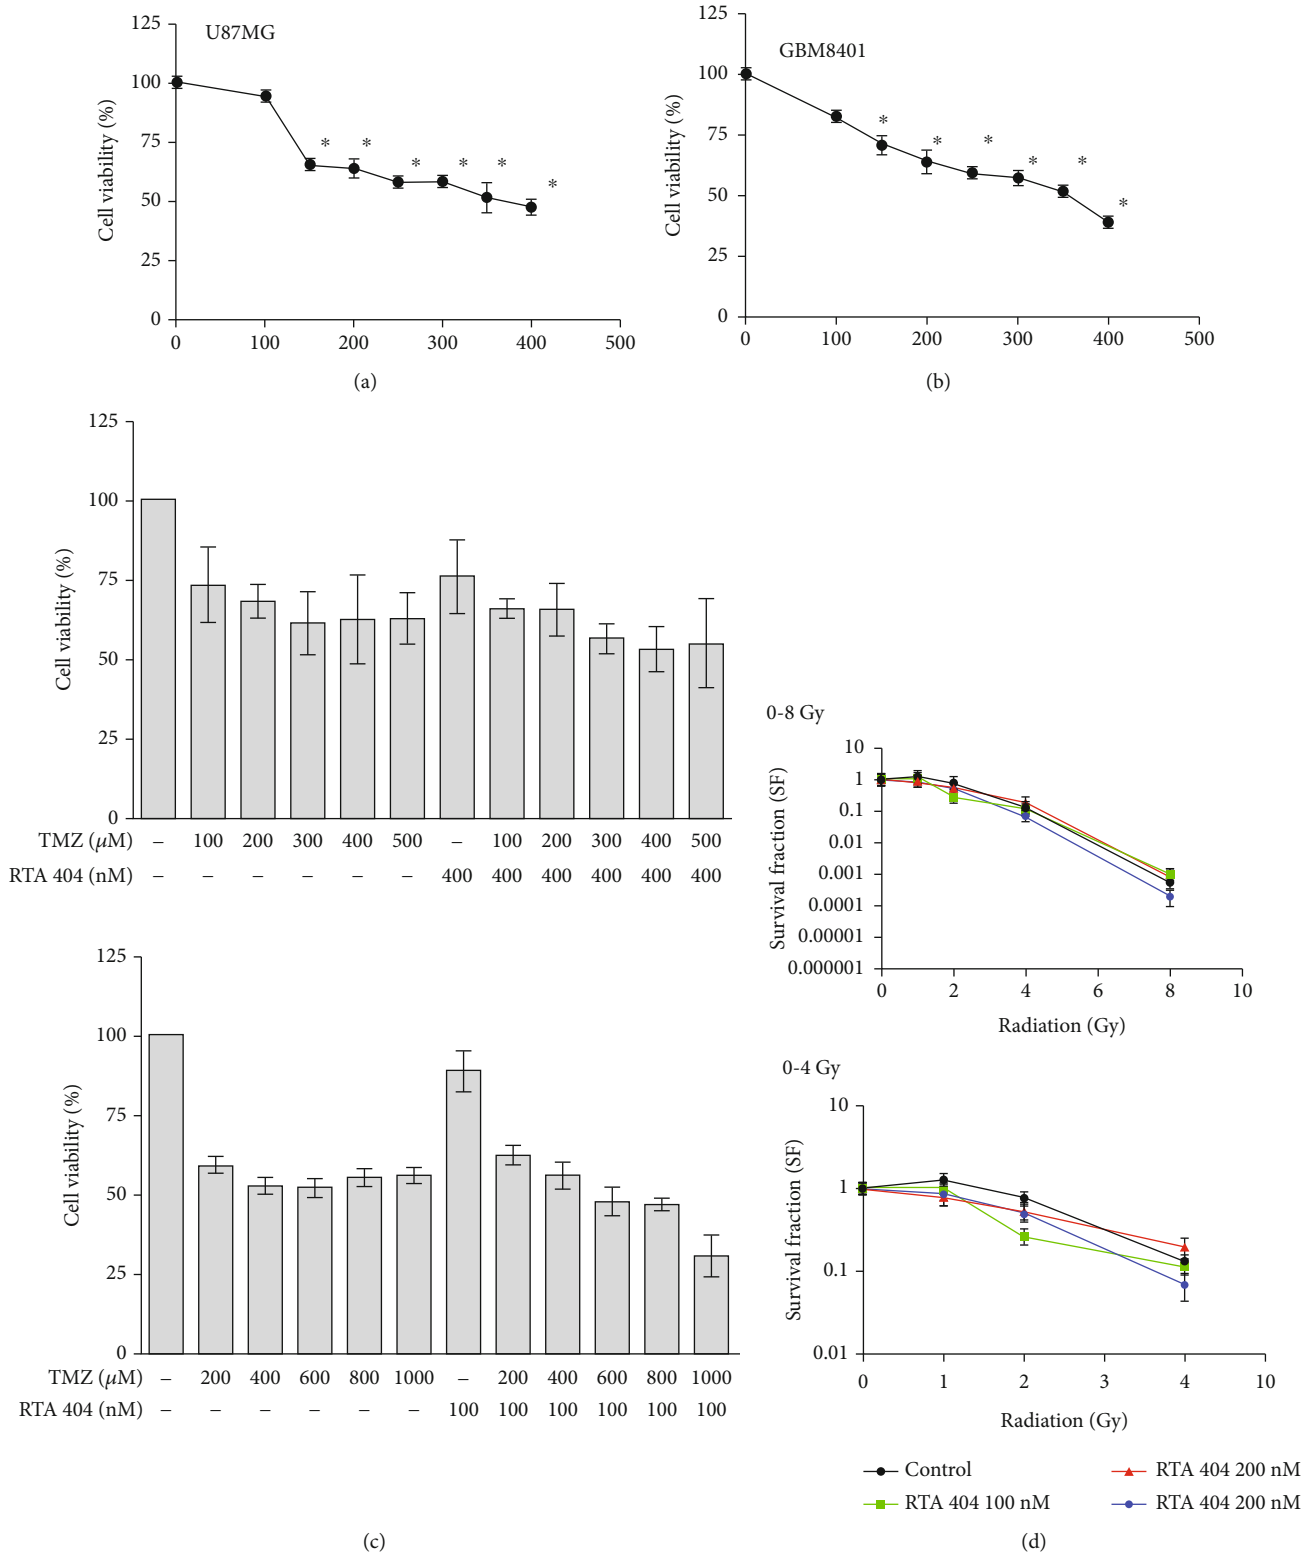 125
100
75
50
25
0
Cell viability (%)
U87MG
* * * * * *
0 100 200 300 400 500
(a)
125
100
75
50
25
0
Cell viability (%)
GBM8401
* * * * * *
0 100 200 300 400 500
(b)
125
100
75
50
25
0
Cell viability (%)
TMZ (μM) – 100 200 300 400 500 – 100 200 300 400 500
RTA 404 (nM) – – – – – – 400 400 400 400 400 400
125
100
75
50
25
0
Cell viability (%)
TMZ (μM) – 200 400 600 800 1000 – 200 400 600 800 1000
RTA 404 (nM) – – – – – – 100 100 100 100 100 100
(c)
0-8 Gy
10
1
0.1
0.01
0.001
0.0001
0.00001
0.000001
Survival fraction (SF)
0 2 4 6 8 10
Radiation (Gy)
0-4 Gy
10
1
0.1
0.01
Survival fraction (SF)
0 1 2 3 4 10
Radiation (Gy)
Control
RTA 404 100 nM
RTA 404 200 nM
RTA 404 200 nM
(d)